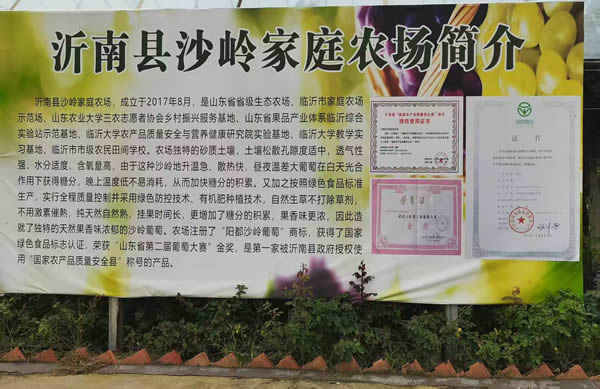 沂南县沙岭家庭农场简介
沂南县沙岭家庭农场，成立于2017年8月，是山东省省级生态农场、临沂市家庭农场
示范场、山东农业大学三农志愿者协会乡村振兴服务基地、山东省果品产业体系临沂综合
实验站示范基地、临沂大学农产品质量安全与营养健康研究院实验基地、临沂大学教学实
习基地、临沂市市级农民田间学校。农场独特的砂质土壤，土壤松散孔隙度适中，透气性
强，水分适度，含氧量高，由于这种沙岭地升温急、散热快，昼夜温差大葡萄在白天光合
作用下获得糖分，晚上温度低不易消耗，从而加快糖分的积累。又加之按照绿色食品标准
生产，实行全程质量控制并采用绿色防控技术、有机肥种植技术，自然生草不打除草剂，
不用激素催熟，纯天然自然熟，挂果时间长，更增加了糖分的积累，果香味更浓，因此造
就了独特的天然果香味浓郁的沙岭葡萄。农场注册了“阳都沙岭葡萄”商标，获得了国家
绿色食品标志认证，荣获“山东省第二届葡萄大赛”金奖，是第一家被沂南县政府授权使
用“国家农产品质量安全县”称号的产品。
授权使用证书
荣誉证书
金奖
证书